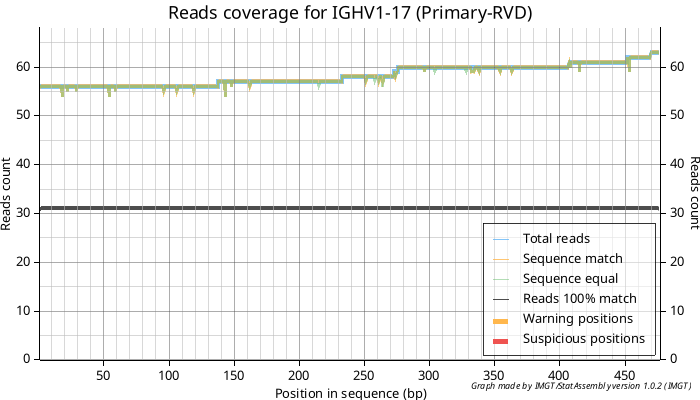 Reads coverage for IGHV1-17 (Primary-RVD)
Reads count
Reads count
60
50
40
30
20
10
0
60
50
40
30
20
10
0
Total reads
Sequence match
Sequence equal
Reads 100% match
Warning positions
Suspicious positions
50 100 150 200 250 300 350 400 450
Position in sequence (bp)
Graph made by IMGT/StatAssembly version 1.0.2 (IMGT)